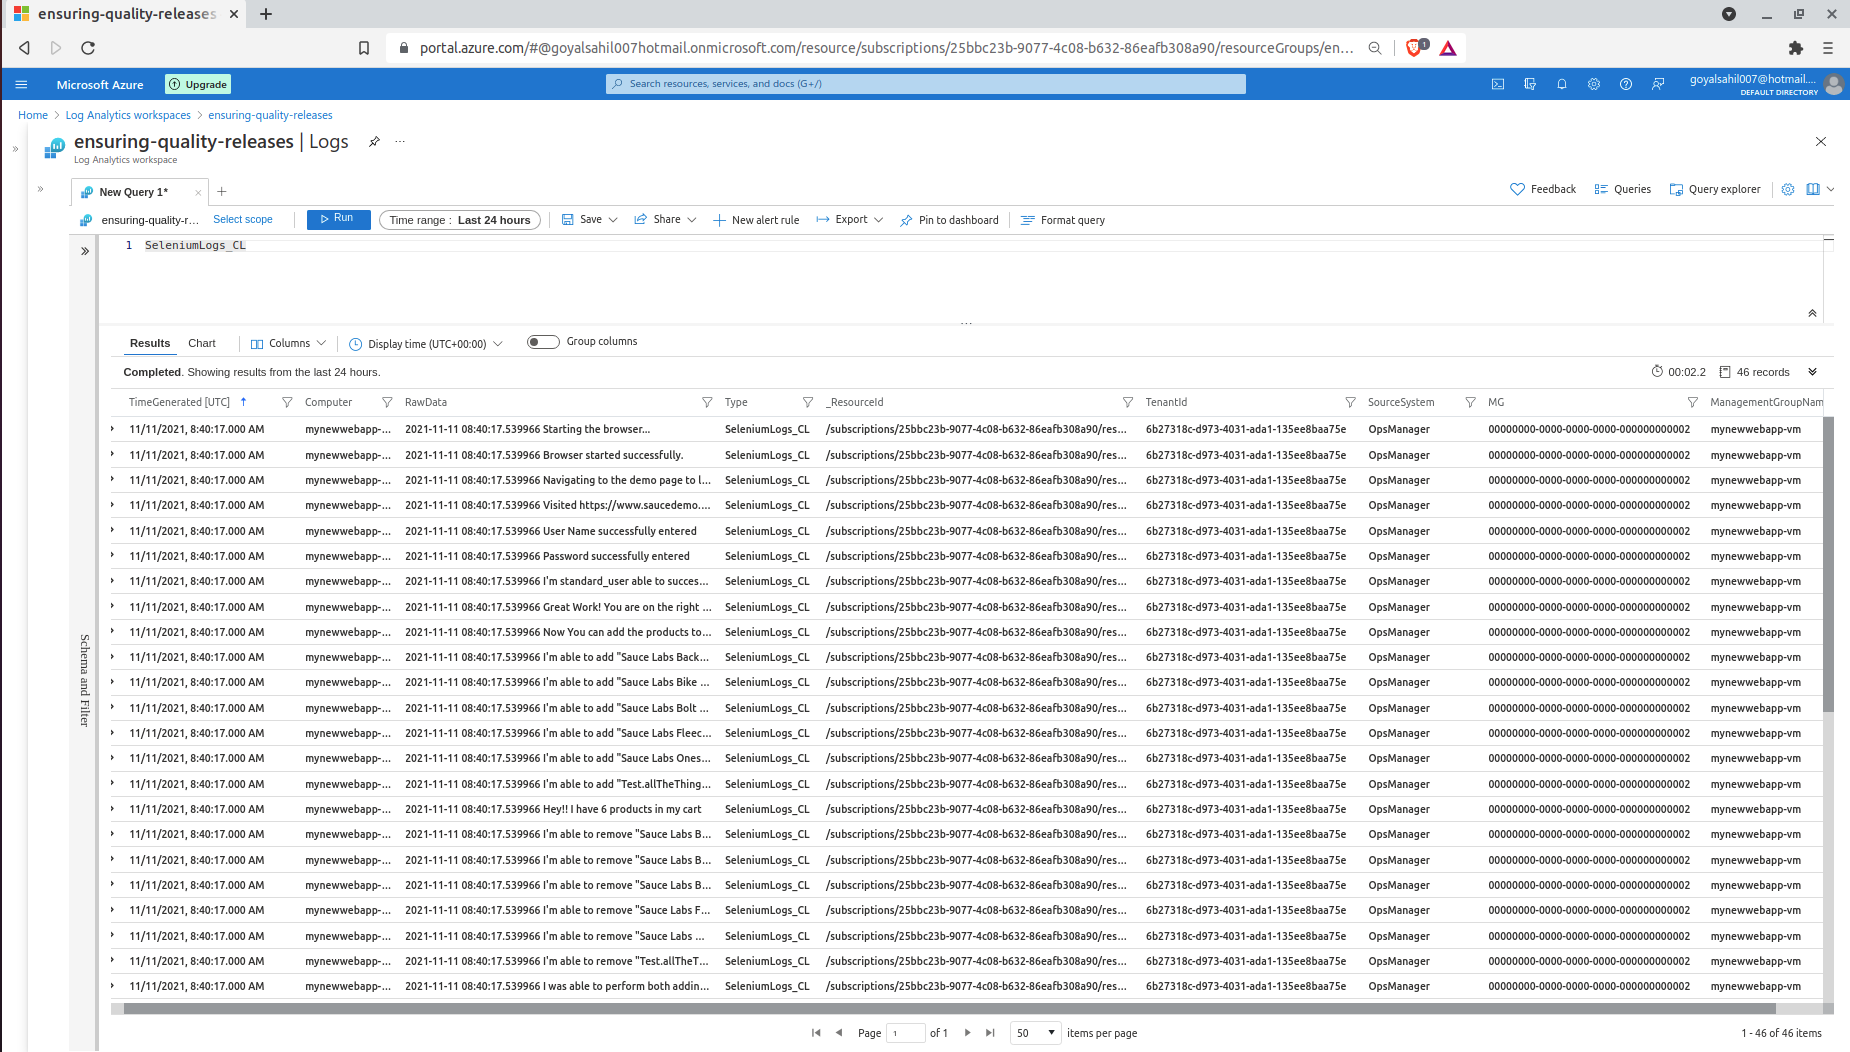 ensuring-quality-releases
portal.azure.com/#@goyalsahil007hotmail.onmicrosoft.com/resource/subscriptions/25bbc23b-9077-4c08-b632-86eafb308a90/resourceGroups/en... 1
Microsoft Azure Upgrade Search resources, services, and docs (G+/) goyalsahil007@hotmail....
DEFAULT DIRECTORY
Home > Log Analytics workspaces > ensuring-quality-releases
ensuring-quality-releases | Logs ...
Log Analytics workspace
New Query 1* Feedback Queries Query explorer
ensuring-quality-r... Select scope Run Time range : Last 24 hours Save Share New alert rule Export Pin to dashboard Format query
1 SeleniumLogs_CL
Results Chart Columns Display time (UTC+00:00) Group columns
Completed. Showing results from the last 24 hours. 00:02.2 46 records
TimeGenerated [UTC] Computer RawData Type _ResourceId TenantId SourceSystem MG ManagementGroupNam
11/11/2021, 8:40:17.000 AM mynewwebapp-... 2021-11-11 08:40:17.539966 Starting the browser... SeleniumLogs_CL /subscriptions/25bbc23b-9077-4c08-b632-86eafb308a90/res... 6b27318c-d973-4031-ada1-135ee8baa75e OpsManager 00000000-0000-0000-0000-000000000002 mynewwebapp-vm
11/11/2021, 8:40:17.000 AM mynewwebapp-... 2021-11-11 08:40:17.539966 Browser started successfully. SeleniumLogs_CL /subscriptions/25bbc23b-9077-4c08-b632-86eafb308a90/res... 6b27318c-d973-4031-ada1-135ee8baa75e OpsManager 00000000-0000-0000-0000-000000000002 mynewwebapp-vm
11/11/2021, 8:40:17.000 AM mynewwebapp-... 2021-11-11 08:40:17.539966 Navigating to the demo page to l... SeleniumLogs_CL /subscriptions/25bbc23b-9077-4c08-b632-86eafb308a90/res... 6b27318c-d973-4031-ada1-135ee8baa75e OpsManager 00000000-0000-0000-0000-000000000002 mynewwebapp-vm
11/11/2021, 8:40:17.000 AM mynewwebapp-... 2021-11-11 08:40:17.539966 Visited https://www.saucedemo.... SeleniumLogs_CL /subscriptions/25bbc23b-9077-4c08-b632-86eafb308a90/res... 6b27318c-d973-4031-ada1-135ee8baa75e OpsManager 00000000-0000-0000-0000-000000000002 mynewwebapp-vm
11/11/2021, 8:40:17.000 AM mynewwebapp-... 2021-11-11 08:40:17.539966 User Name successfully entered SeleniumLogs_CL /subscriptions/25bbc23b-9077-4c08-b632-86eafb308a90/res... 6b27318c-d973-4031-ada1-135ee8baa75e OpsManager 00000000-0000-0000-0000-000000000002 mynewwebapp-vm
11/11/2021, 8:40:17.000 AM mynewwebapp-... 2021-11-11 08:40:17.539966 Password successfully entered SeleniumLogs_CL /subscriptions/25bbc23b-9077-4c08-b632-86eafb308a90/res... 6b27318c-d973-4031-ada1-135ee8baa75e OpsManager 00000000-0000-0000-0000-000000000002 mynewwebapp-vm
11/11/2021, 8:40:17.000 AM mynewwebapp-... 2021-11-11 08:40:17.539966 I'm standard_user able to succes... SeleniumLogs_CL /subscriptions/25bbc23b-9077-4c08-b632-86eafb308a90/res... 6b27318c-d973-4031-ada1-135ee8baa75e OpsManager 00000000-0000-0000-0000-000000000002 mynewwebapp-vm
11/11/2021, 8:40:17.000 AM mynewwebapp-... 2021-11-11 08:40:17.539966 Great Work! You are on the right ... SeleniumLogs_CL /subscriptions/25bbc23b-9077-4c08-b632-86eafb308a90/res... 6b27318c-d973-4031-ada1-135ee8baa75e OpsManager 00000000-0000-0000-0000-000000000002 mynewwebapp-vm
11/11/2021, 8:40:17.000 AM mynewwebapp-... 2021-11-11 08:40:17.539966 Now You can add the products to... SeleniumLogs_CL /subscriptions/25bbc23b-9077-4c08-b632-86eafb308a90/res... 6b27318c-d973-4031-ada1-135ee8baa75e OpsManager 00000000-0000-0000-0000-000000000002 mynewwebapp-vm
11/11/2021, 8:40:17.000 AM mynewwebapp-... 2021-11-11 08:40:17.539966 I'm able to add "Sauce Labs Back... SeleniumLogs_CL /subscriptions/25bbc23b-9077-4c08-b632-86eafb308a90/res... 6b27318c-d973-4031-ada1-135ee8baa75e OpsManager 00000000-0000-0000-0000-000000000002 mynewwebapp-vm
11/11/2021, 8:40:17.000 AM mynewwebapp-... 2021-11-11 08:40:17.539966 I'm able to add "Sauce Labs Bike ... SeleniumLogs_CL /subscriptions/25bbc23b-9077-4c08-b632-86eafb308a90/res... 6b27318c-d973-4031-ada1-135ee8baa75e OpsManager 00000000-0000-0000-0000-000000000002 mynewwebapp-vm
11/11/2021, 8:40:17.000 AM mynewwebapp-... 2021-11-11 08:40:17.539966 I'm able to add "Sauce Labs Bolt ... SeleniumLogs_CL /subscriptions/25bbc23b-9077-4c08-b632-86eafb308a90/res... 6b27318c-d973-4031-ada1-135ee8baa75e OpsManager 00000000-0000-0000-0000-000000000002 mynewwebapp-vm
11/11/2021, 8:40:17.000 AM mynewwebapp-... 2021-11-11 08:40:17.539966 I'm able to add "Sauce Labs Fleec... SeleniumLogs_CL /subscriptions/25bbc23b-9077-4c08-b632-86eafb308a90/res... 6b27318c-d973-4031-ada1-135ee8baa75e OpsManager 00000000-0000-0000-0000-000000000002 mynewwebapp-vm
11/11/2021, 8:40:17.000 AM mynewwebapp-... 2021-11-11 08:40:17.539966 I'm able to add "Sauce Labs Ones... SeleniumLogs_CL /subscriptions/25bbc23b-9077-4c08-b632-86eafb308a90/res... 6b27318c-d973-4031-ada1-135ee8baa75e OpsManager 00000000-0000-0000-0000-000000000002 mynewwebapp-vm
11/11/2021, 8:40:17.000 AM mynewwebapp-... 2021-11-11 08:40:17.539966 I'm able to add "Test.allTheThing... SeleniumLogs_CL /subscriptions/25bbc23b-9077-4c08-b632-86eafb308a90/res... 6b27318c-d973-4031-ada1-135ee8baa75e OpsManager 00000000-0000-0000-0000-000000000002 mynewwebapp-vm
11/11/2021, 8:40:17.000 AM mynewwebapp-... 2021-11-11 08:40:17.539966 Hey!! I have 6 products in my cart SeleniumLogs_CL /subscriptions/25bbc23b-9077-4c08-b632-86eafb308a90/res... 6b27318c-d973-4031-ada1-135ee8baa75e OpsManager 00000000-0000-0000-0000-000000000002 mynewwebapp-vm
11/11/2021, 8:40:17.000 AM mynewwebapp-... 2021-11-11 08:40:17.539966 I'm able to remove "Sauce Labs B... SeleniumLogs_CL /subscriptions/25bbc23b-9077-4c08-b632-86eafb308a90/res... 6b27318c-d973-4031-ada1-135ee8baa75e OpsManager 00000000-0000-0000-0000-000000000002 mynewwebapp-vm
11/11/2021, 8:40:17.000 AM mynewwebapp-... 2021-11-11 08:40:17.539966 I'm able to remove "Sauce Labs B... SeleniumLogs_CL /subscriptions/25bbc23b-9077-4c08-b632-86eafb308a90/res... 6b27318c-d973-4031-ada1-135ee8baa75e OpsManager 00000000-0000-0000-0000-000000000002 mynewwebapp-vm
11/11/2021, 8:40:17.000 AM mynewwebapp-... 2021-11-11 08:40:17.539966 I'm able to remove "Sauce Labs B... SeleniumLogs_CL /subscriptions/25bbc23b-9077-4c08-b632-86eafb308a90/res... 6b27318c-d973-4031-ada1-135ee8baa75e OpsManager 00000000-0000-0000-0000-000000000002 mynewwebapp-vm
11/11/2021, 8:40:17.000 AM mynewwebapp-... 2021-11-11 08:40:17.539966 I'm able to remove "Sauce Labs F... SeleniumLogs_CL /subscriptions/25bbc23b-9077-4c08-b632-86eafb308a90/res... 6b27318c-d973-4031-ada1-135ee8baa75e OpsManager 00000000-0000-0000-0000-000000000002 mynewwebapp-vm
11/11/2021, 8:40:17.000 AM mynewwebapp-... 2021-11-11 08:40:17.539966 I'm able to remove "Sauce Labs ... SeleniumLogs_CL /subscriptions/25bbc23b-9077-4c08-b632-86eafb308a90/res... 6b27318c-d973-4031-ada1-135ee8baa75e OpsManager 00000000-0000-0000-0000-000000000002 mynewwebapp-vm
11/11/2021, 8:40:17.000 AM mynewwebapp-... 2021-11-11 08:40:17.539966 I'm able to remove "Test.allTheT... SeleniumLogs_CL /subscriptions/25bbc23b-9077-4c08-b632-86eafb308a90/res... 6b27318c-d973-4031-ada1-135ee8baa75e OpsManager 00000000-0000-0000-0000-000000000002 mynewwebapp-vm
11/11/2021, 8:40:17.000 AM mynewwebapp-... 2021-11-11 08:40:17.539966 I was able to perform both addin... SeleniumLogs_CL /subscriptions/25bbc23b-9077-4c08-b632-86eafb308a90/res... 6b27318c-d973-4031-ada1-135ee8baa75e OpsManager 00000000-0000-0000-0000-000000000002 mynewwebapp-vm
Schema and Filter
Page 1 of 1 50 items per page 1 - 46 of 46 items